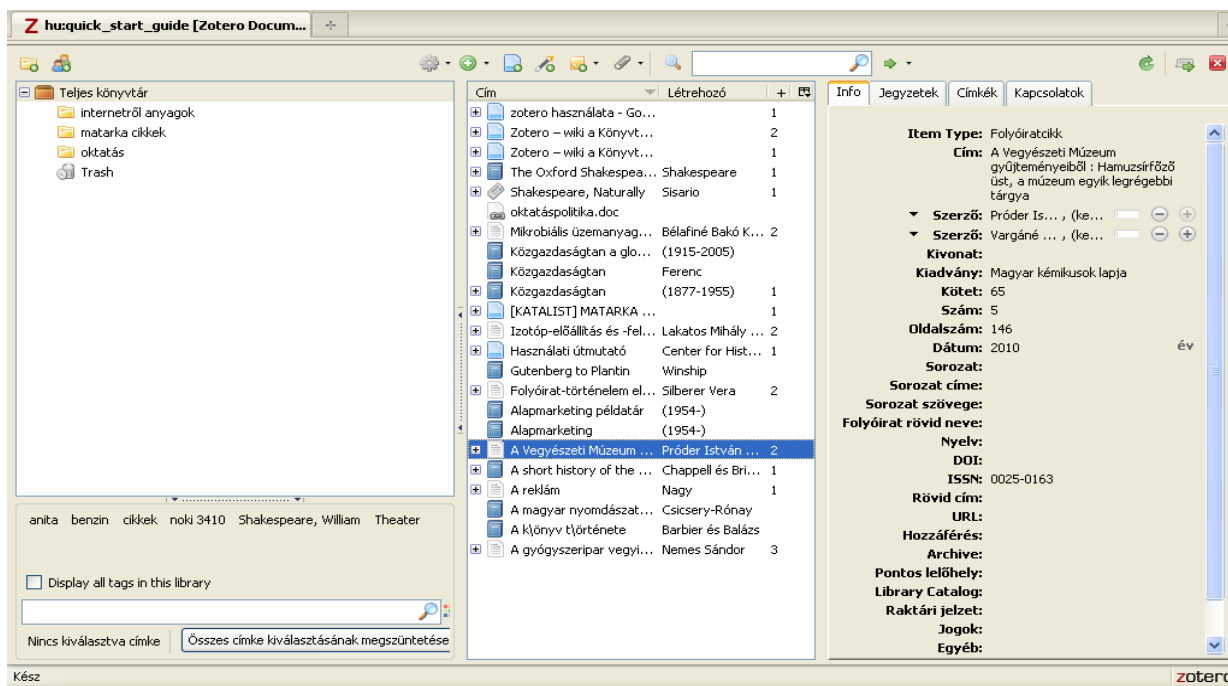 Z hu:quick_start_guide [Zotero Docum...
Teljes könyvtár
internetről anyagok
matarka cikkek
oktatás
Trash
anita benzin cikkek noki 3410 Shakespeare, William Theater
Display all tags in this library
Nincs kiválasztva címke Összes címke kiválasztásának megszüntetése
Cím Létrehozó +
zotero használata - Go... 1
Zotero – wiki a Könyvt... 2
Zotero – wiki a Könyvt... 1
The Oxford Shakespea... Shakespeare 1
Shakespeare, Naturally Sisario 1
oktatáspolitika.doc
Mikrobiális üzemanyag... Bélafiné Bakó K... 2
Közgazdaságtan a glo... (1915-2005)
Közgazdaságtan Ferenc
Közgazdaságtan (1877-1955) 1
[KATALIST] MATARKA ... 1
Izotóp-előállítás és -fel... Lakatos Mihály ... 2
Használati útmutató Center for Hist... 1
Gutenberg to Plantin Winship
Folyóirat-történelem el... Silberer Vera 2
Alapmarketing példatár (1954-)
Alapmarketing (1954-)
A Vegyészeti Múzeum ... Próder István ... 2
A short history of the ... Chappell és Bri... 1
A reklám Nagy 1
A magyar nyomdászat... Csicsery-Rónay
A k\önyv t\örténete Barbier és Balázs
A gyógyszeripar vegyi... Nemes Sándor 3
Info Jegyzetek Címkék Kapcsolatok
Item Type: Folyóiratcikk
Cím: A Vegyészeti Múzeum
gyűjteményeiből : Hamuzsírfőző
üst, a múzeum egyik legrégebbi
tárgya
Szerző: Próder Is... , (ke...
Szerző: Vargáné ... , (ke...
Kivonat:
Kiadvány: Magyar kémikusok lapja
Kötet: 65
Szám: 5
Oldalszám: 146
Dátum: 2010 év
Sorozat:
Sorozat címe:
Sorozat szövege:
Folyóirat rövid neve:
Nyelv:
DOI:
ISSN: 0025-0163
Rövid cím:
URL:
Hozzáférés:
Archive:
Pontos lelőhely:
Library Catalog:
Raktári jelzet:
Jogok:
Egyéb:
Kész zotero